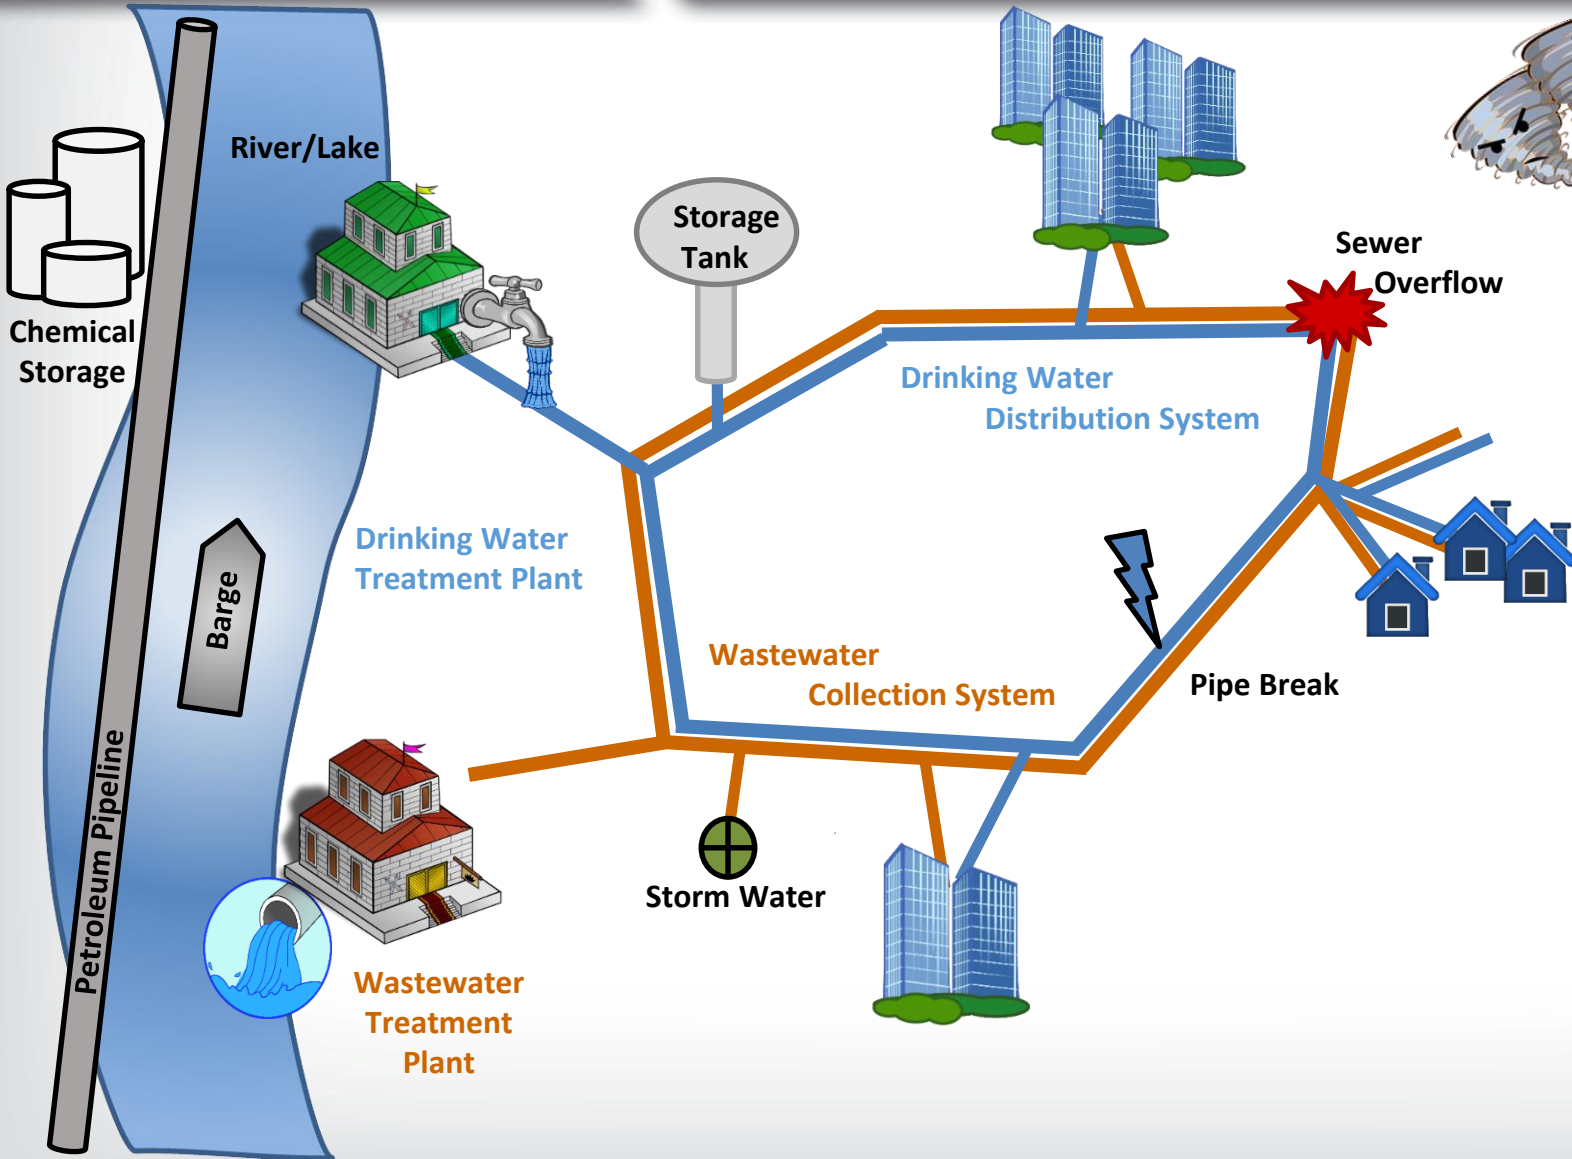 River/Lake
Chemical
Storage
Storage
Tank
Sewer
Overflow
Drinking Water
Distribution System
Drinking Water
Treatment Plant
Barge
Wastewater
Collection System
Pipe Break
Petroleum Pipeline
Storm Water
Wastewater
Treatment
Plant